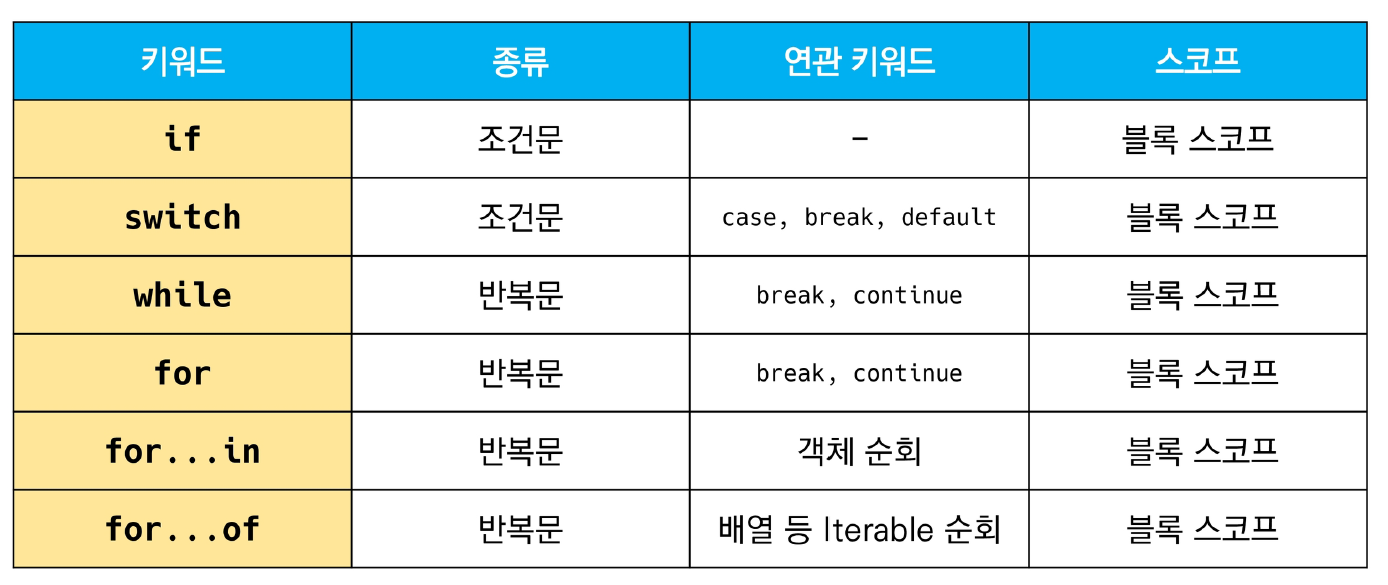 키워드 종류 연관 키워드 스코프
if 조건문 - 블록 스코프
switch 조건문 case, break, default 블록 스코프
while 반복문 break, continue 블록 스코프
for 반복문 break, continue 블록 스코프
for...in 반복문 객체 순회 블록 스코프
for...of 반복문 배열 등 Iterable 순회 블록 스코프